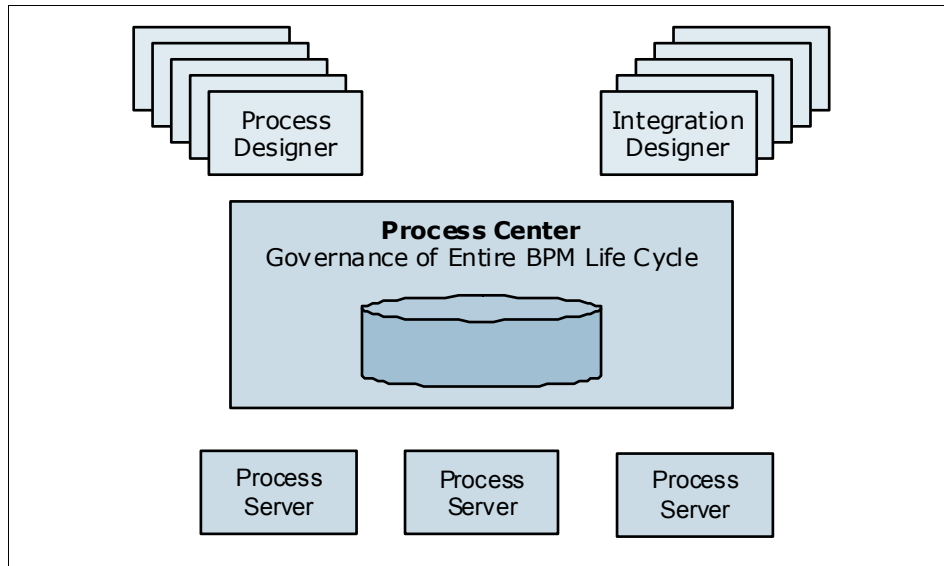 Process
Designer
Integration
Designer
Process Center
Governance of Entire BPM Life Cycle
Process
Server
Process
Server
Process
Server